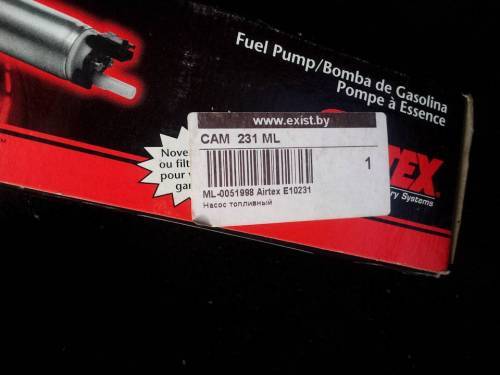 Fuel Pump/Bomba de Gasolina
Pompe à Essence
www.exist.by
CAM 231 ML
1
ML-0051998 Airtex E10231
Насос топливный
Nove
ou filt
pour v
gar
TEX
ry Systems